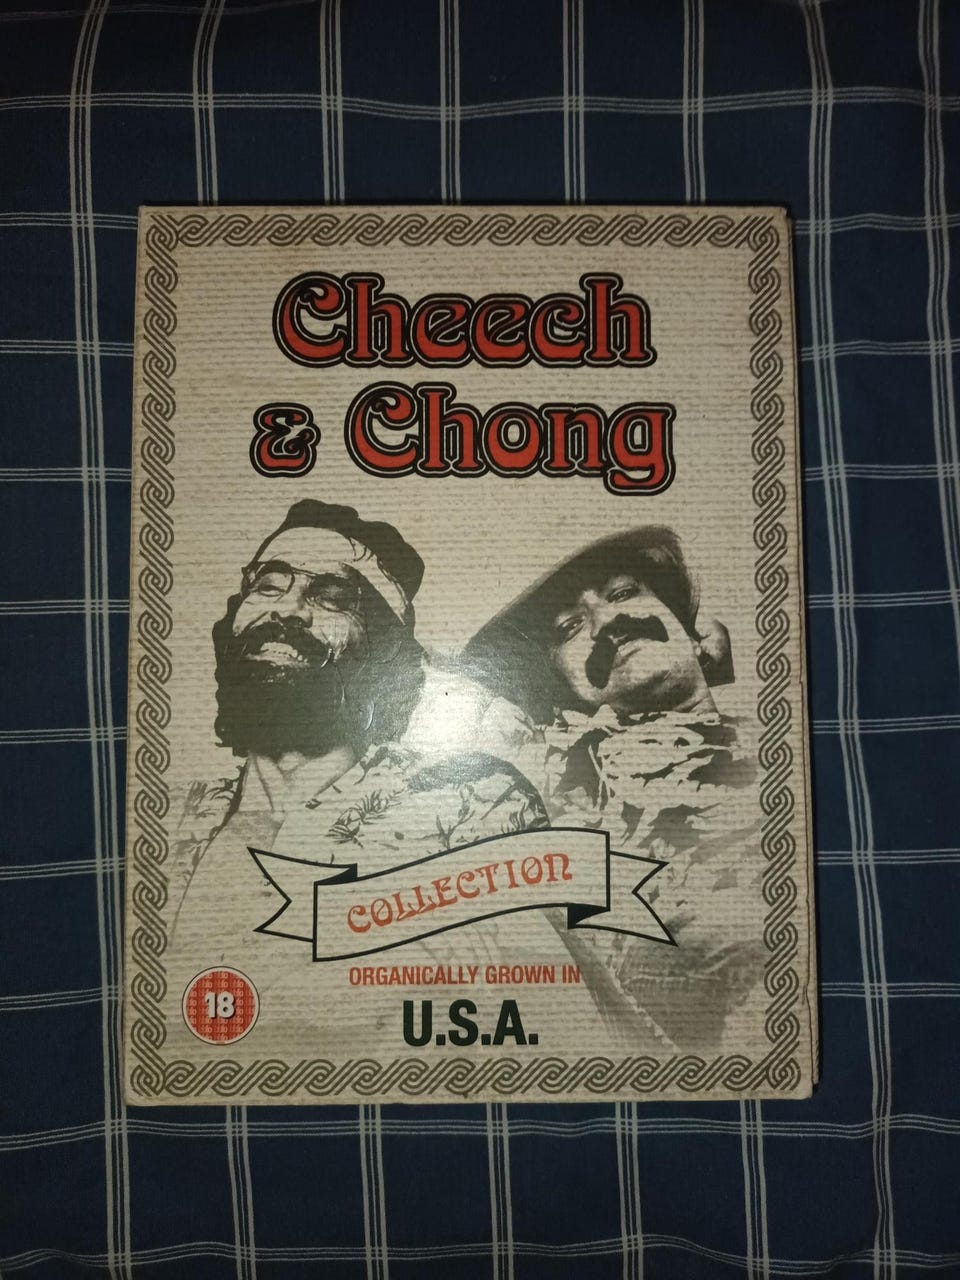 Cheech
& Chong
COLLECTION
ORGANICALLY GROWN IN
U.S.A.
18